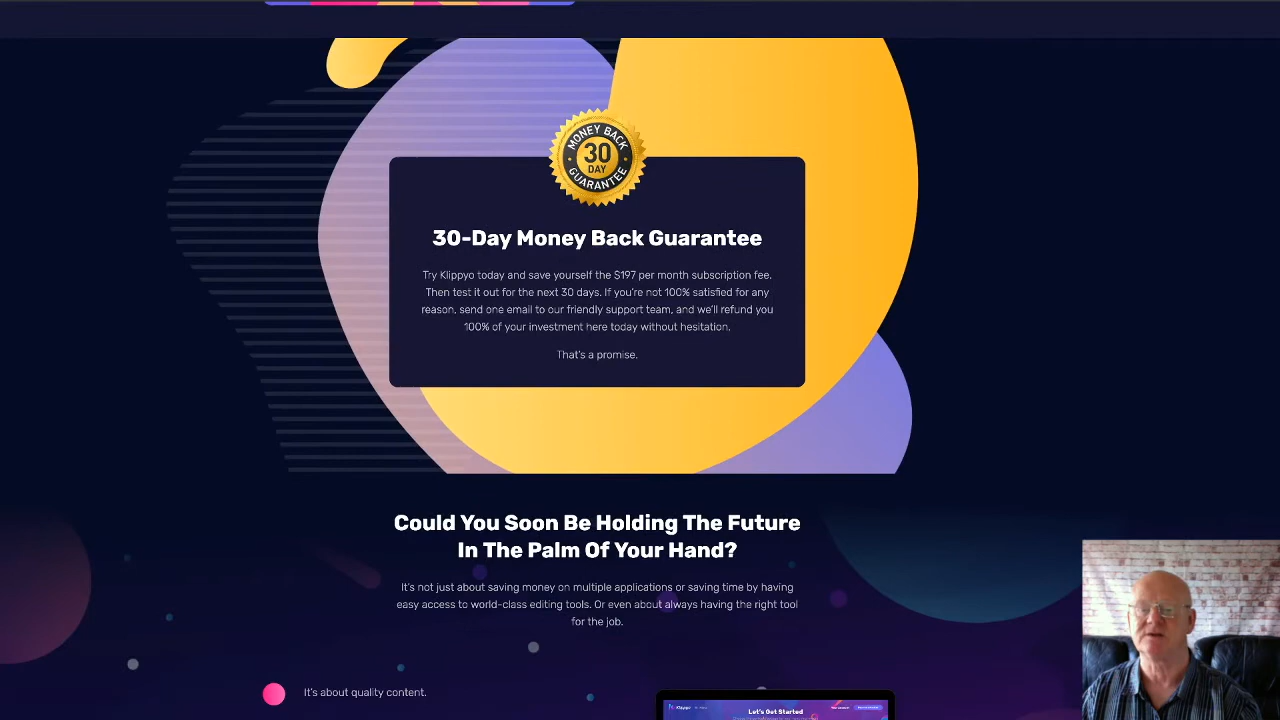 MONEY BACK
30
DAY
GUARANTEE
30-Day Money Back Guarantee
Try Klippyo today and save yourself the $197 per month subscription fee.
Then test it out for the next 30 days. If you're not 100% satisfied for any
reason, send one email to our friendly support team, and we'll refund you
100% of your investment here today without hesitation.
That's a promise.
Could You Soon Be Holding The Future
In The Palm Of Your Hand?
It's not just about saving money on multiple applications or saving time by having
easy access to world-class editing tools. Or even about always having the right tool
for the job.
It's about quality content.
Klippyo
Let's Get Started